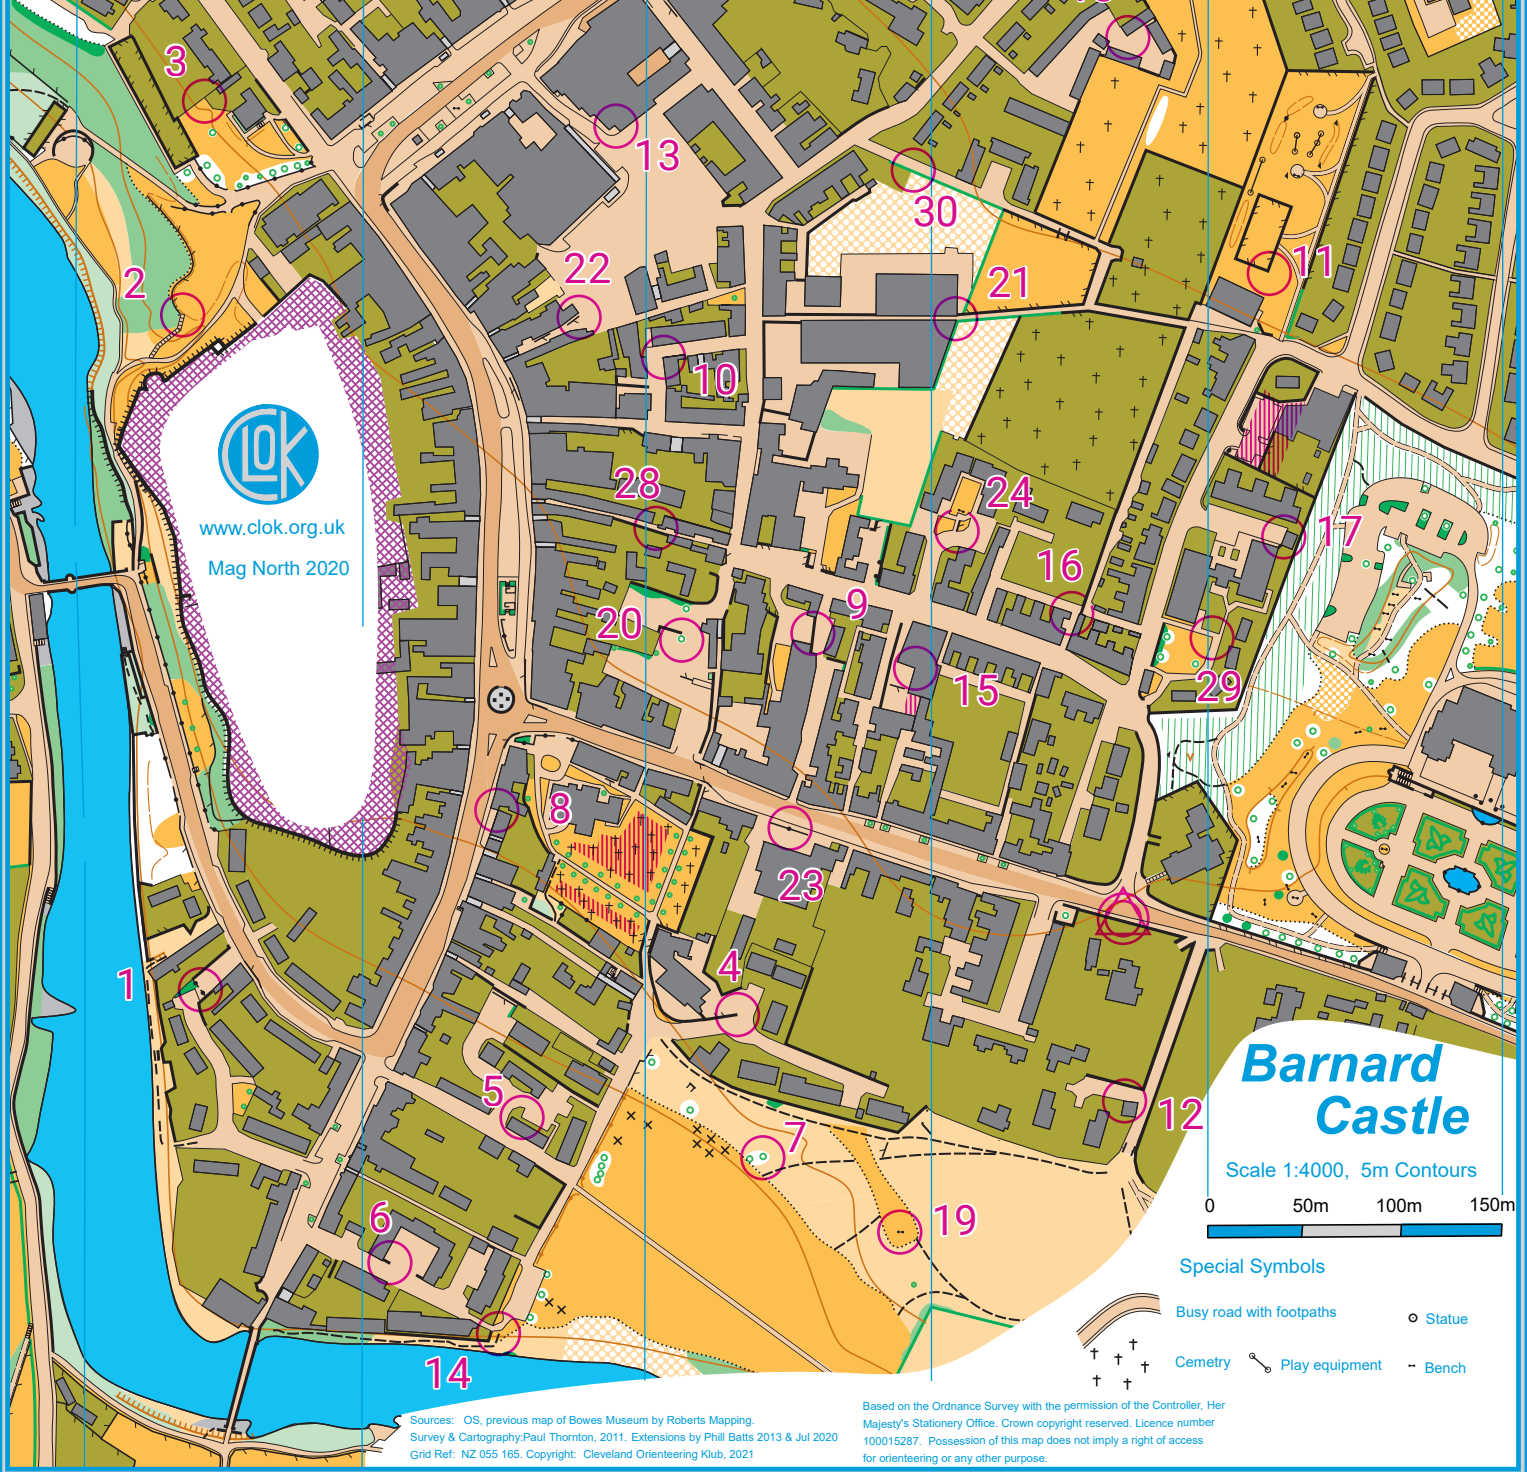 3
13
30
2
22
21
11
10
CLOK
www.clok.org.uk
Mag North 2020
28
24
17
16
9
20
15
29
8
23
4
1
5
12
7
6
19
14
Barnard
Castle
Scale 1:4000, 5m Contours
0 50m 100m 150m
Special Symbols
Busy road with footpaths
Statue
Cemetry
Play equipment
Bench
Sources: OS, previous map of Bowes Museum by Roberts Mapping.
Survey & Cartography:Paul Thornton, 2011. Extensions by Phill Batts 2013 & Jul 2020
Grid Ref: NZ 055 165. Copyright: Cleveland Orienteering Klub, 2021
Based on the Ordnance Survey with the permission of the Controller, Her
Majesty's Stationery Office. Crown copyright reserved. Licence number
100015287. Possession of this map does not imply a right of access
for orienteering or any other purpose.